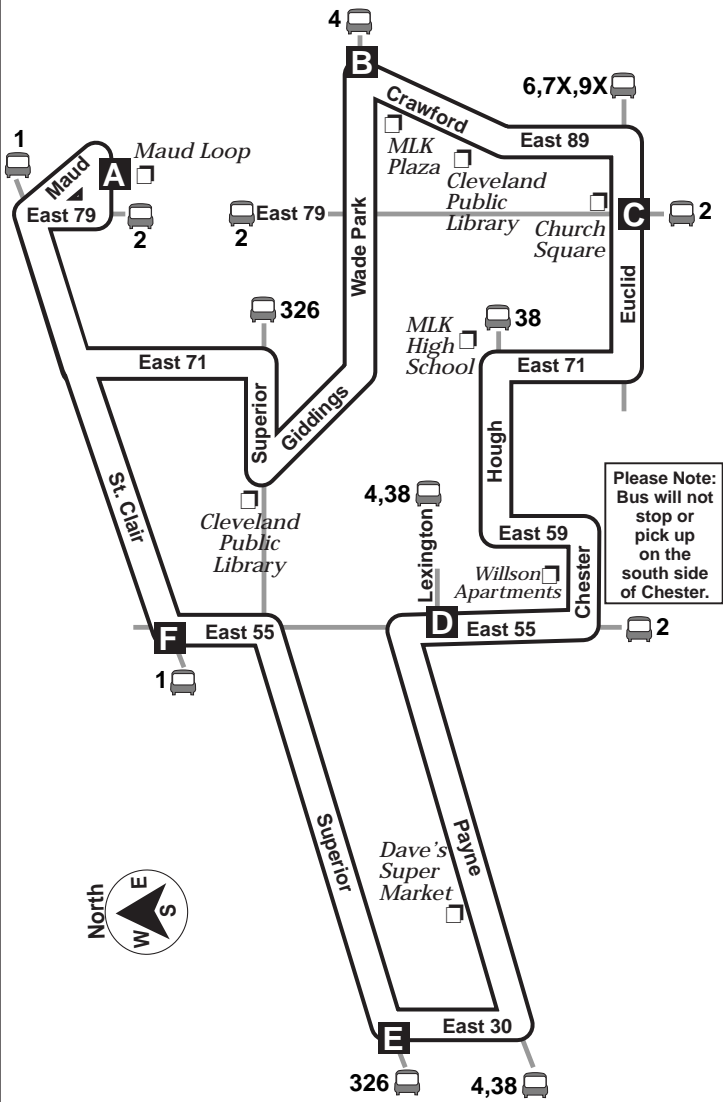 4
B
6,7X,9X
Crawford
East 89
MLK
Plaza
Cleveland
Public
Library
1
Maud
A
Maud Loop
East 79
2
2
East 79
Wade Park
Church
Square
C
2
Euclid
326
MLK
High
School
38
East 71
East 71
Superior
Giddings
Hough
St. Clair
Cleveland
Public
Library
4,38
Lexington
East 59
Willson
Apartments
Chester
Please Note:
Bus will not
stop or
pick up
on the
south side
of Chester.
F
East 55
D
East 55
2
1
Superior
Payne
Dave's
Super
Market
North
E
S
W
East 30
E
326
4,38